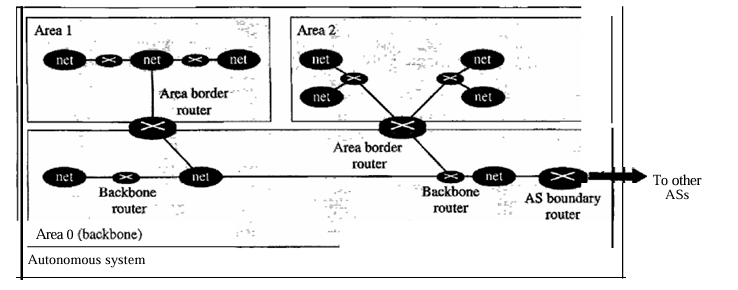 Area 1
Area 2
net
net
net
net
net
net
net
Area border
router
Area border
router
net
net
net
Backbone
router
Backbone
router
AS boundary
router
To other
ASs
Area 0 (backbone)
Autonomous system